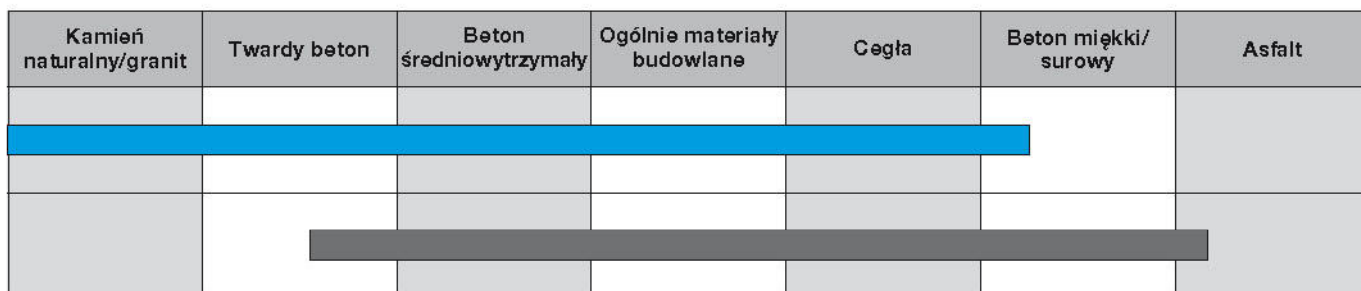 Kamień
naturalny/granit
Twardy beton
Beton
średniowytrzymały
Ogólnie materiały
budowlane
Cegła
Beton miękki/
surowy
Asfalt